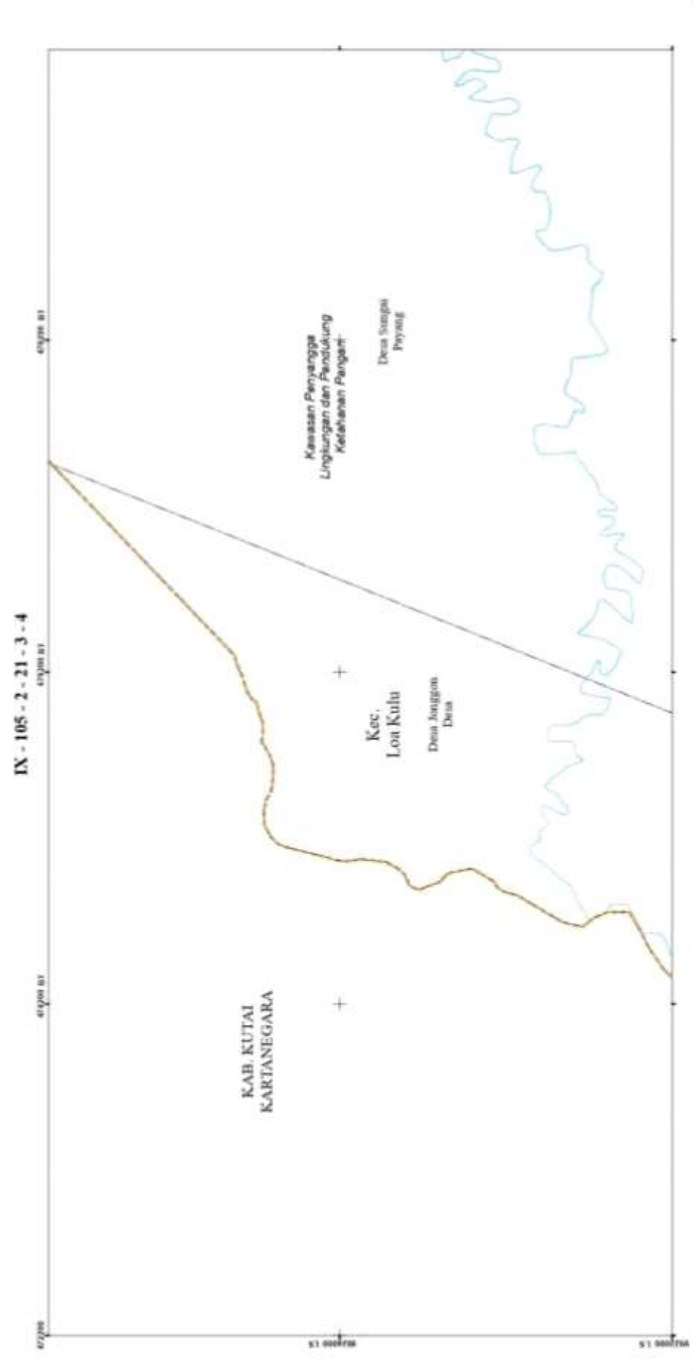 IX - 105 - 2 - 21 - 3 - 4
KAB. KUTAI
KARTANEGARA
Kec.
Loa Kulu
Desa Jonggon
Desa
Kawasan Penyangga
Lingkungan dan Pendukung
Ketahanan Pangan
Desa Sungai
Payang